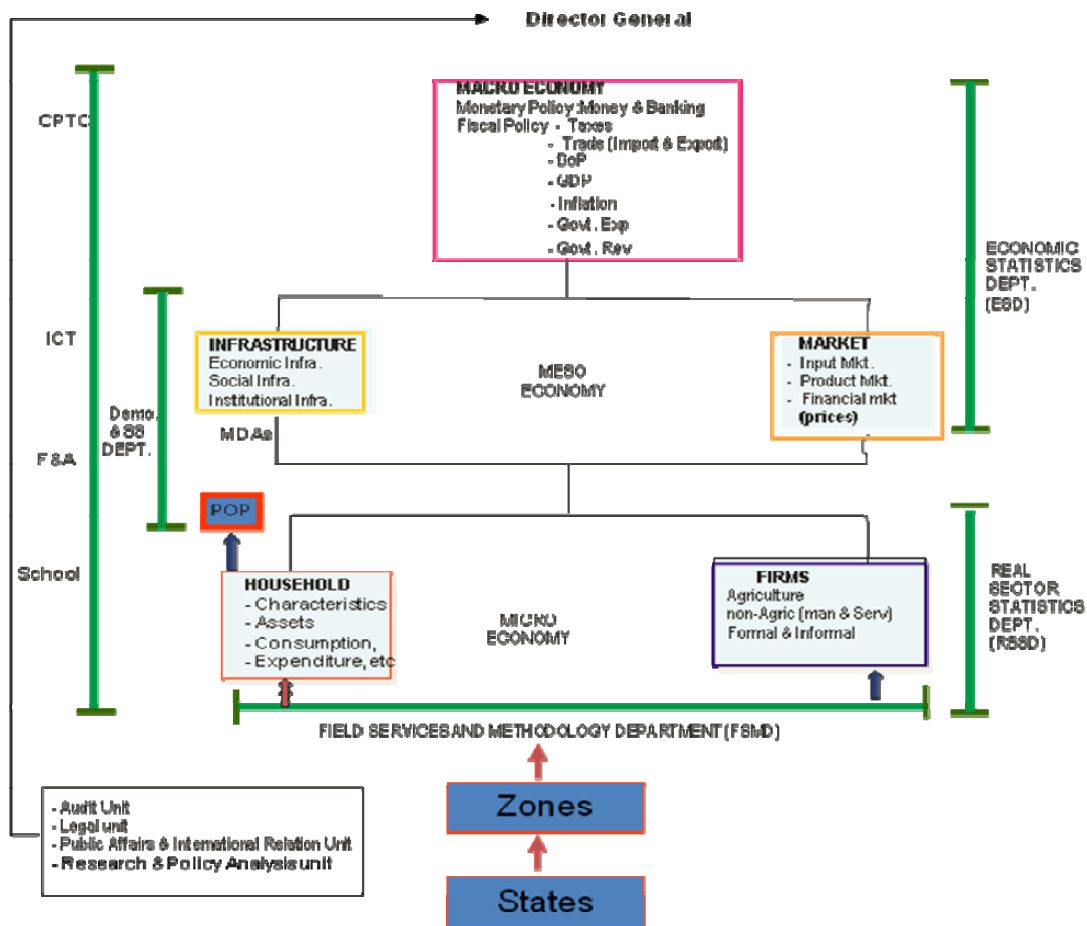 Director General
MACRO ECONOMY
Monetary Policy :Money & Banking
Fiscal Policy - Taxes
- Trade (Import & Export)
- BoP
- GDP
- Inflation
- Govt. Exp
- Govt. Rev
CPTC
ICT
F&A
School
Demo.
& SS
DEPT.
ECONOMIC
STATISTICS
DEPT.
(ESD)
INFRASTRUCTURE
Economic Infra.
Social Infra.
Institutional Infra.
MDAs
MESO
ECONOMY
MARKET
- Input Mkt.
- Product Mkt.
- Financial mkt
(prices)
POP
HOUSEHOLD
- Characteristics
- Assets
- Consumption,
- Expenditure, etc
MICRO
ECONOMY
FIRMS
Agriculture
non-Agric (man & Serv)
Formal & Informal
REAL
SECTOR
STATISTICS
DEPT.
(RSSD)
FIELD SERVICES AND METHODOLOGY DEPARTMENT (FSMD)
Zones
States
- Audit Unit
- Legal unit
- Public Affairs & International Relation Unit
- Research & Policy Analysis unit